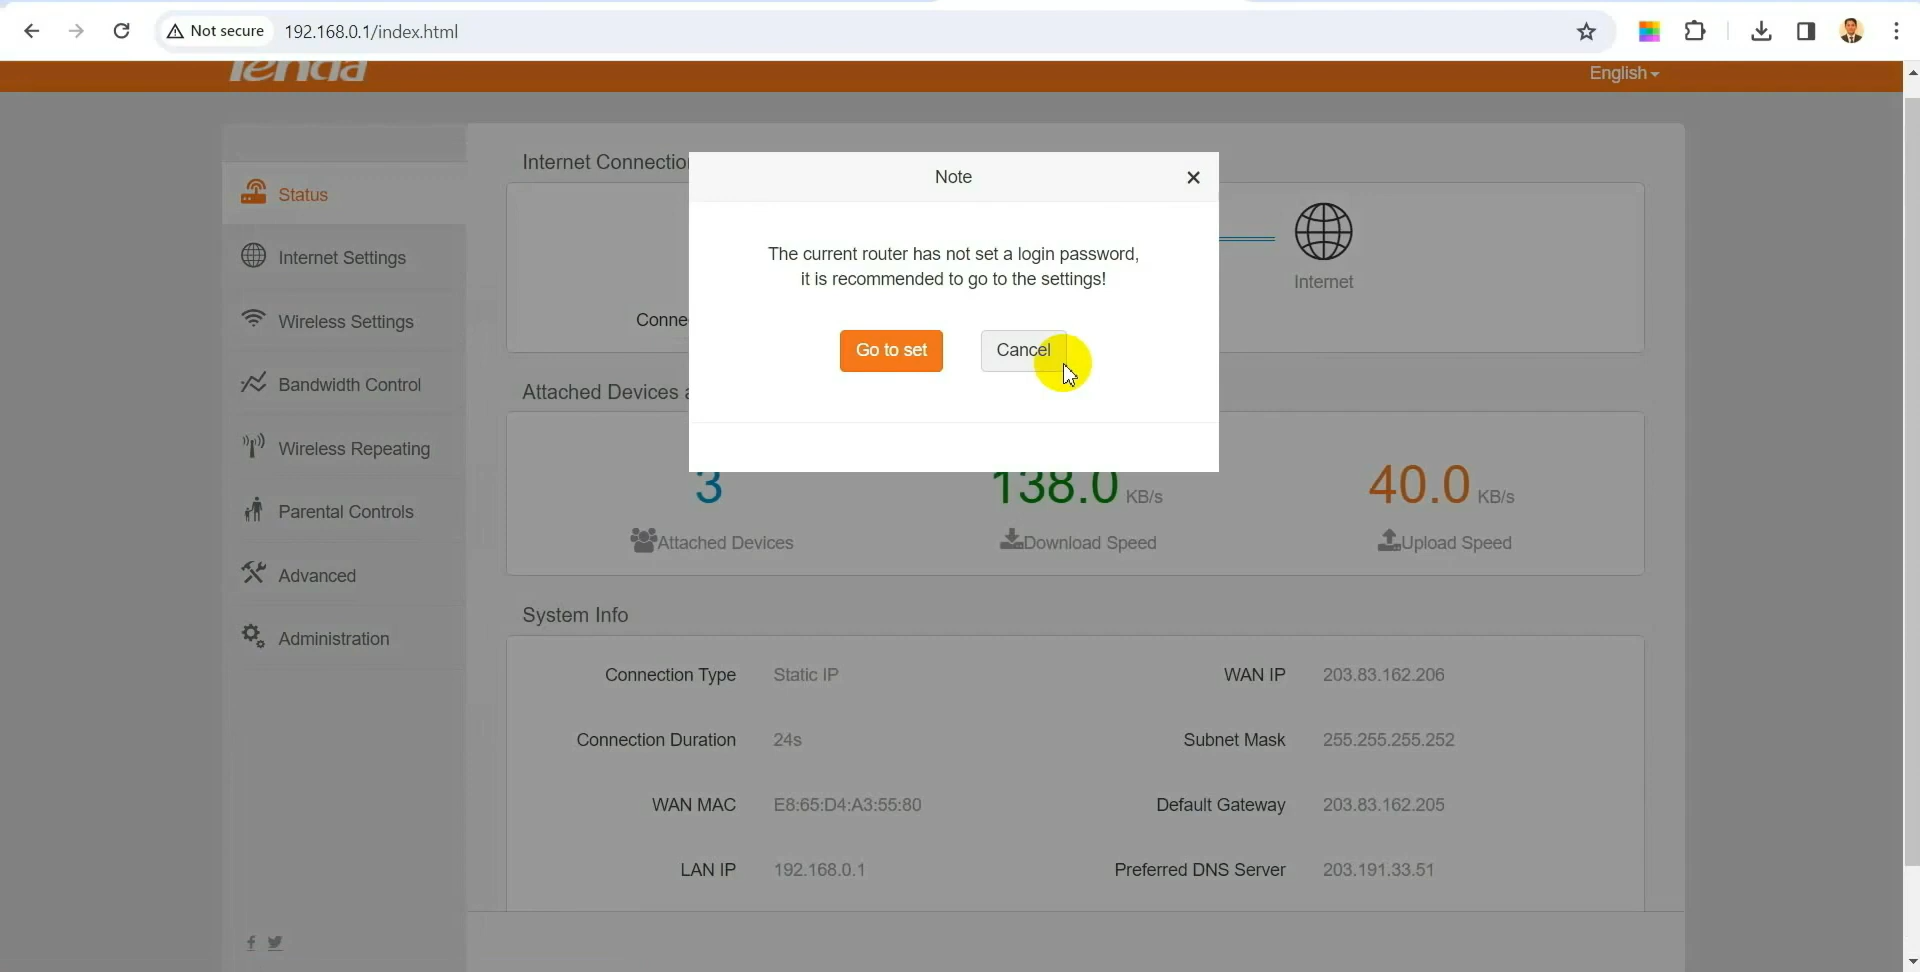 Not secure
192.168.0.1/index.html
Tenda
English
Status
Internet Settings
Wireless Settings
Bandwidth Control
Wireless Repeating
Parental Controls
Advanced
Administration
Internet Connectio
Internet
Conne
Note
The current router has not set a login password,
it is recommended to go to the settings!
Go to set
Cancel
Attached Devices a
3
Attached Devices
138.0 KB/s
Download Speed
40.0 KB/s
Upload Speed
System Info
Connection Type Static IP
WAN IP 203.83.162.206
Connection Duration 24s
Subnet Mask 255.255.255.252
WAN MAC E8:65:D4:A3:55:80
Default Gateway 203.83.162.205
LAN IP 192.168.0.1
Preferred DNS Server 203.191.33.51